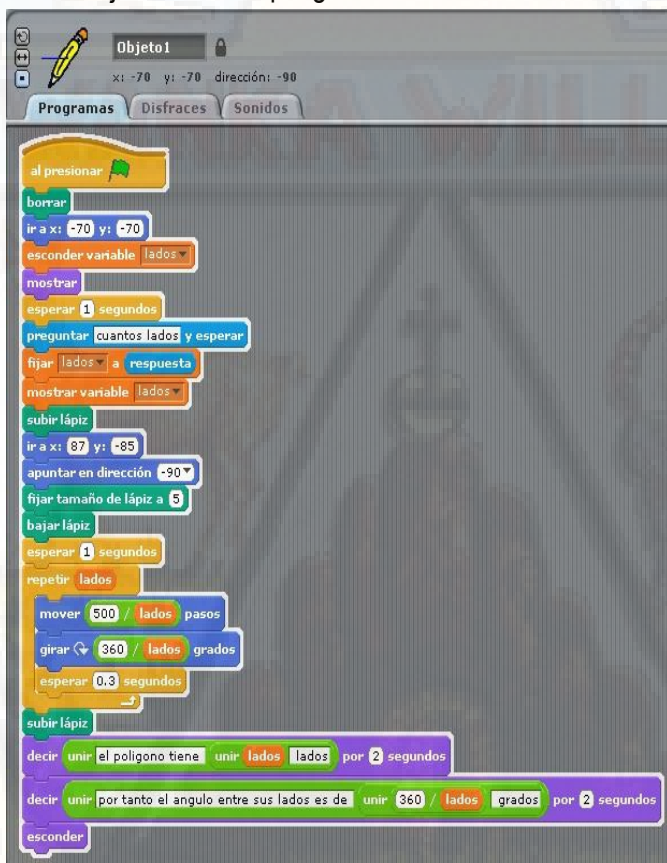 Objeto1
x: -70 y: -70 dirección: -90
Programas Disfraces Sonidos
al presionar
borrar
ir a x: -70 y: -70
esconder variable lados
mostrar
esperar 1 segundos
preguntar cuantos lados y esperar
fijar lados a respuesta
mostrar variable lados
subir lápiz
ir a x: 87 y: -85
apuntar en dirección -90
fijar tamaño de lápiz a 5
bajar lápiz
esperar 1 segundos
repetir lados
mover 500 / lados pasos
girar 360 / lados grados
esperar 0.3 segundos
subir lápiz
decir unir el poligono tiene unir lados lados por 2 segundos
decir unir por tanto el angulo entre sus lados es de unir 360 / lados grados por 2 segundos
esconder